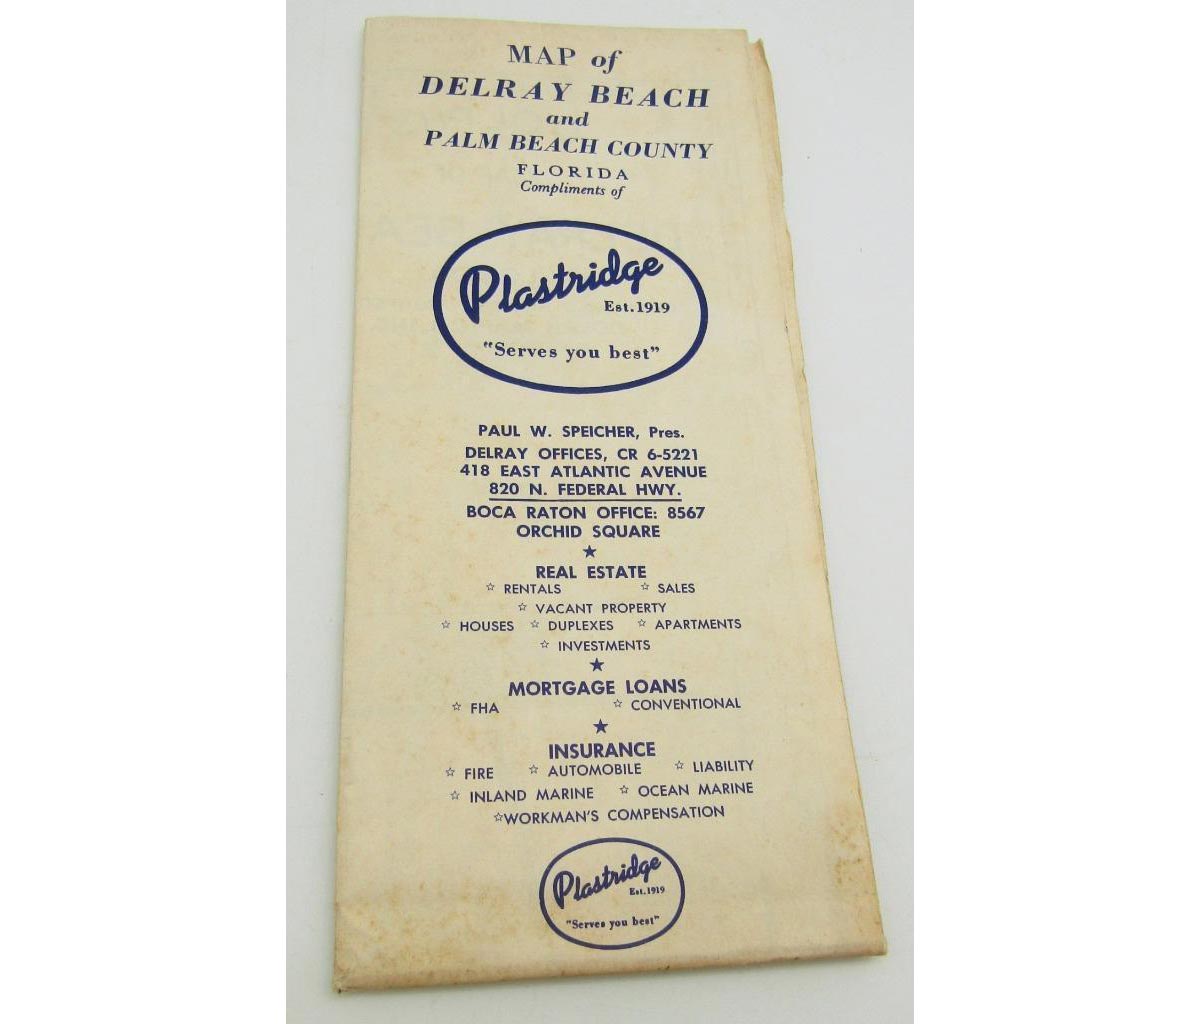 MAP of
DELRAY BEACH
and
PALM BEACH COUNTY
FLORIDA
Compliments of
Plastridge
Est. 1919
"Serves you best"
PAUL W. SPEICHER, Pres.
DELRAY OFFICES, CR 6-5221
418 EAST ATLANTIC AVENUE
820 N. FEDERAL HWY.
BOCA RATON OFFICE: 8567
ORCHID SQUARE
★
REAL ESTATE
☆ RENTALS ☆ SALES
☆ VACANT PROPERTY
☆ HOUSES ☆ DUPLEXES ☆ APARTMENTS
☆ INVESTMENTS
★
MORTGAGE LOANS
☆ FHA ☆ CONVENTIONAL
★
INSURANCE
☆ FIRE ☆ AUTOMOBILE ☆ LIABILITY
☆ INLAND MARINE ☆ OCEAN MARINE
☆WORKMAN'S COMPENSATION
Plastridge
Est. 1919
"Serves you best"